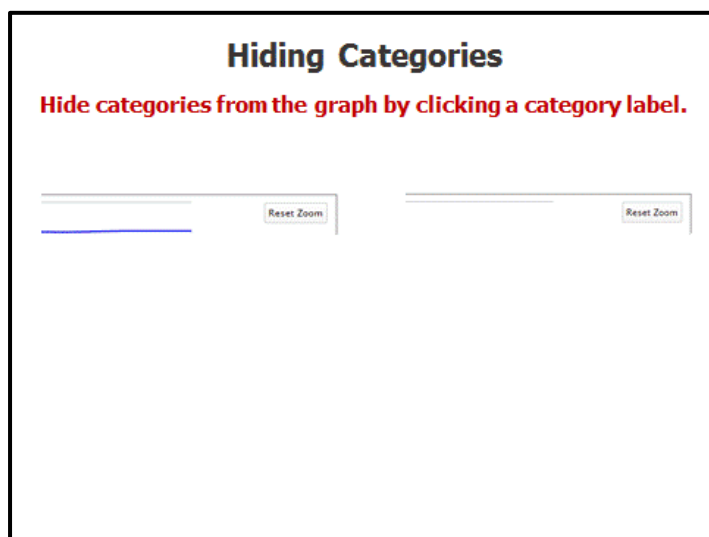 Hiding Categories
Hide categories from the graph by clicking a category label.
Reset Zoom
Reset Zoom